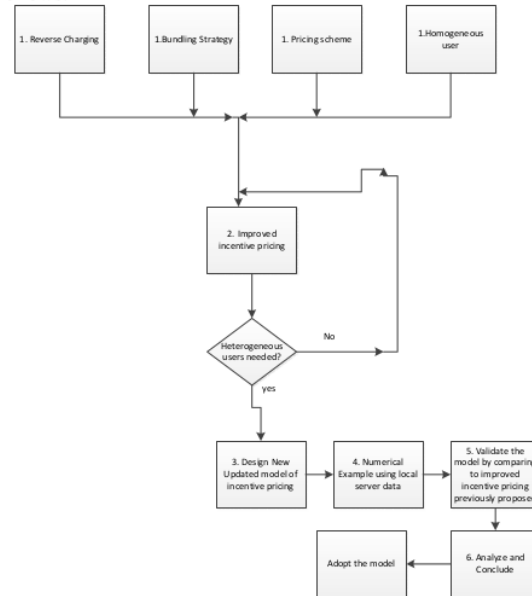 1. Reverse Charging
1.Bundling Strategy
1. Pricing scheme
1.Homogeneous
user
2. Improved
incentive pricing
Heterogeneous
users needed?
No
yes
3. Design New
Updated model of
incentive pricing
4. Numerical
Example using local
server data
5. Validate the
model by comparing
to improved
incentive pricing
previously proposed
Adopt the model
6. Analyze and
Conclude